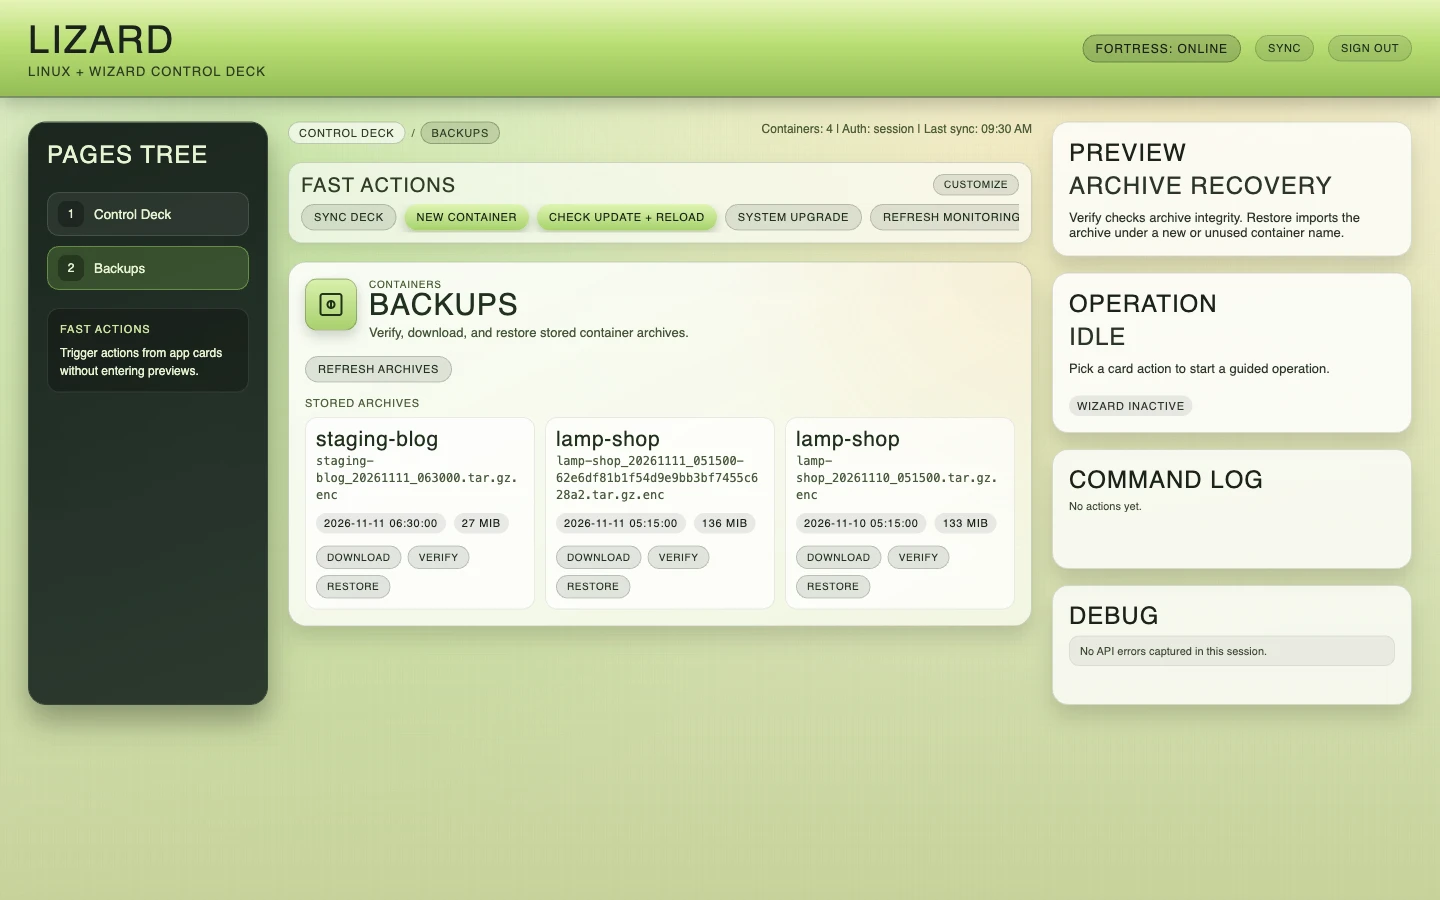 LIZARD
LINUX + WIZARD CONTROL DECK
FORTRESS: ONLINE
SYNC
SIGN OUT
PAGES TREE
1 Control Deck
2 Backups
FAST ACTIONS
Trigger actions from app cards
without entering previews.
CONTROL DECK / BACKUPS
Containers: 4 | Auth: session | Last sync: 09:30 AM
FAST ACTIONS
CUSTOMIZE
SYNC DECK
NEW CONTAINER
CHECK UPDATE + RELOAD
SYSTEM UPGRADE
REFRESH MONITORING
CONTAINERS
BACKUPS
Verify, download, and restore stored container archives.
REFRESH ARCHIVES
STORED ARCHIVES
staging-blog
staging-
blog_20261111_063000.tar.gz.
enc
2026-11-11 06:30:00
27 MIB
DOWNLOAD
VERIFY
RESTORE
lamp-shop
lamp-shop_20261111_051500-
62e6df81b1f54d9e9bb3bf7455c6
28a2.tar.gz.enc
2026-11-11 05:15:00
136 MIB
DOWNLOAD
VERIFY
RESTORE
lamp-shop
lamp-
shop_20261110_051500.tar.gz.
enc
2026-11-10 05:15:00
133 MIB
DOWNLOAD
VERIFY
RESTORE
PREVIEW
ARCHIVE RECOVERY
Verify checks archive integrity. Restore imports the
archive under a new or unused container name.
OPERATION
IDLE
Pick a card action to start a guided operation.
WIZARD INACTIVE
COMMAND LOG
No actions yet.
DEBUG
No API errors captured in this session.